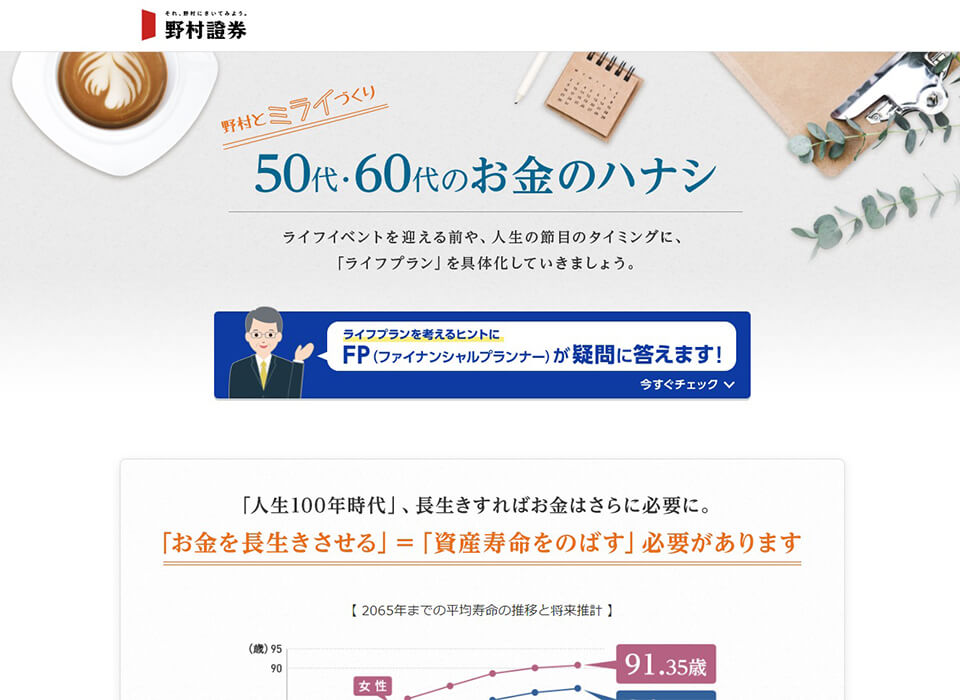 それ、野村にきいてみよう。
野村證券
野村とミライづくり
50代・60代のお金のハナシ
ライフイベントを迎える前や、人生の節目のタイミングに、
「ライフプラン」を具体化していきましょう。
ライフプランを考えるヒントに
FP(ファイナンシャルプランナー)が疑問に答えます!
今すぐチェック
「人生100年時代」、長生きすればお金はさらに必要に。
「お金を長生きさせる」=「資産寿命をのばす」必要があります
【 2065年までの平均寿命の推移と将来推計 】
(歳)95
90
女性
91.35歳